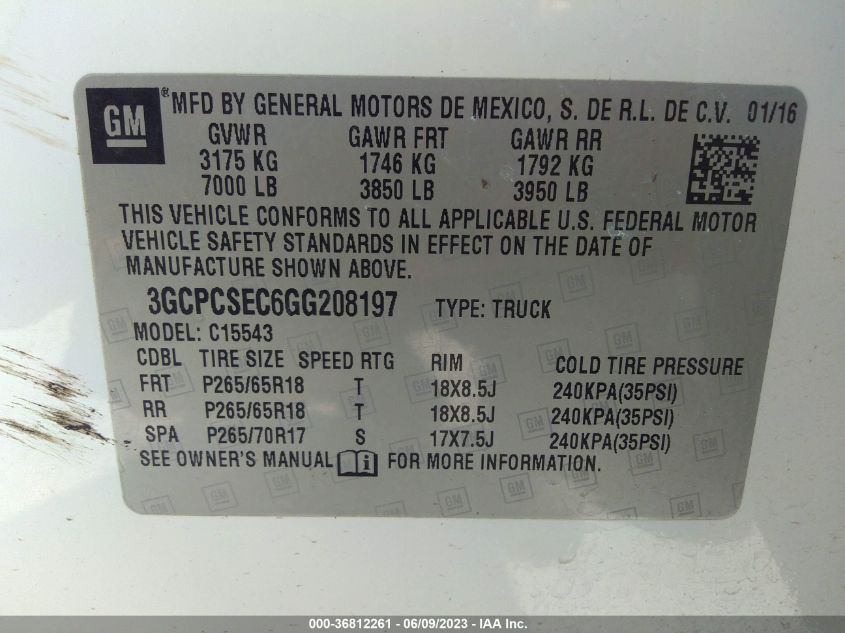 GM ® MFD BY GENERAL MOTORS DE MEXICO, S. DE R.L. DE C.V. 01/16
GVWR GAWR FRT GAWR RR
3175 KG 1746 KG 1792 KG
7000 LB 3850 LB 3950 LB
THIS VEHICLE CONFORMS TO ALL APPLICABLE U.S. FEDERAL MOTOR
VEHICLE SAFETY STANDARDS IN EFFECT ON THE DATE OF
MANUFACTURE SHOWN ABOVE.
3GCPCSEC6GG208197 TYPE: TRUCK
MODEL: C15543
CDBL TIRE SIZE SPEED RTG RIM COLD TIRE PRESSURE
FRT P265/65R18 T 18X8.5J 240KPA(35PSI)
RR P265/65R18 T 18X8.5J 240KPA(35PSI)
SPA P265/70R17 S 17X7.5J 240KPA(35PSI)
SEE OWNER'S MANUAL i FOR MORE INFORMATION.
000-36812261 - 06/09/2023 - IAA Inc.